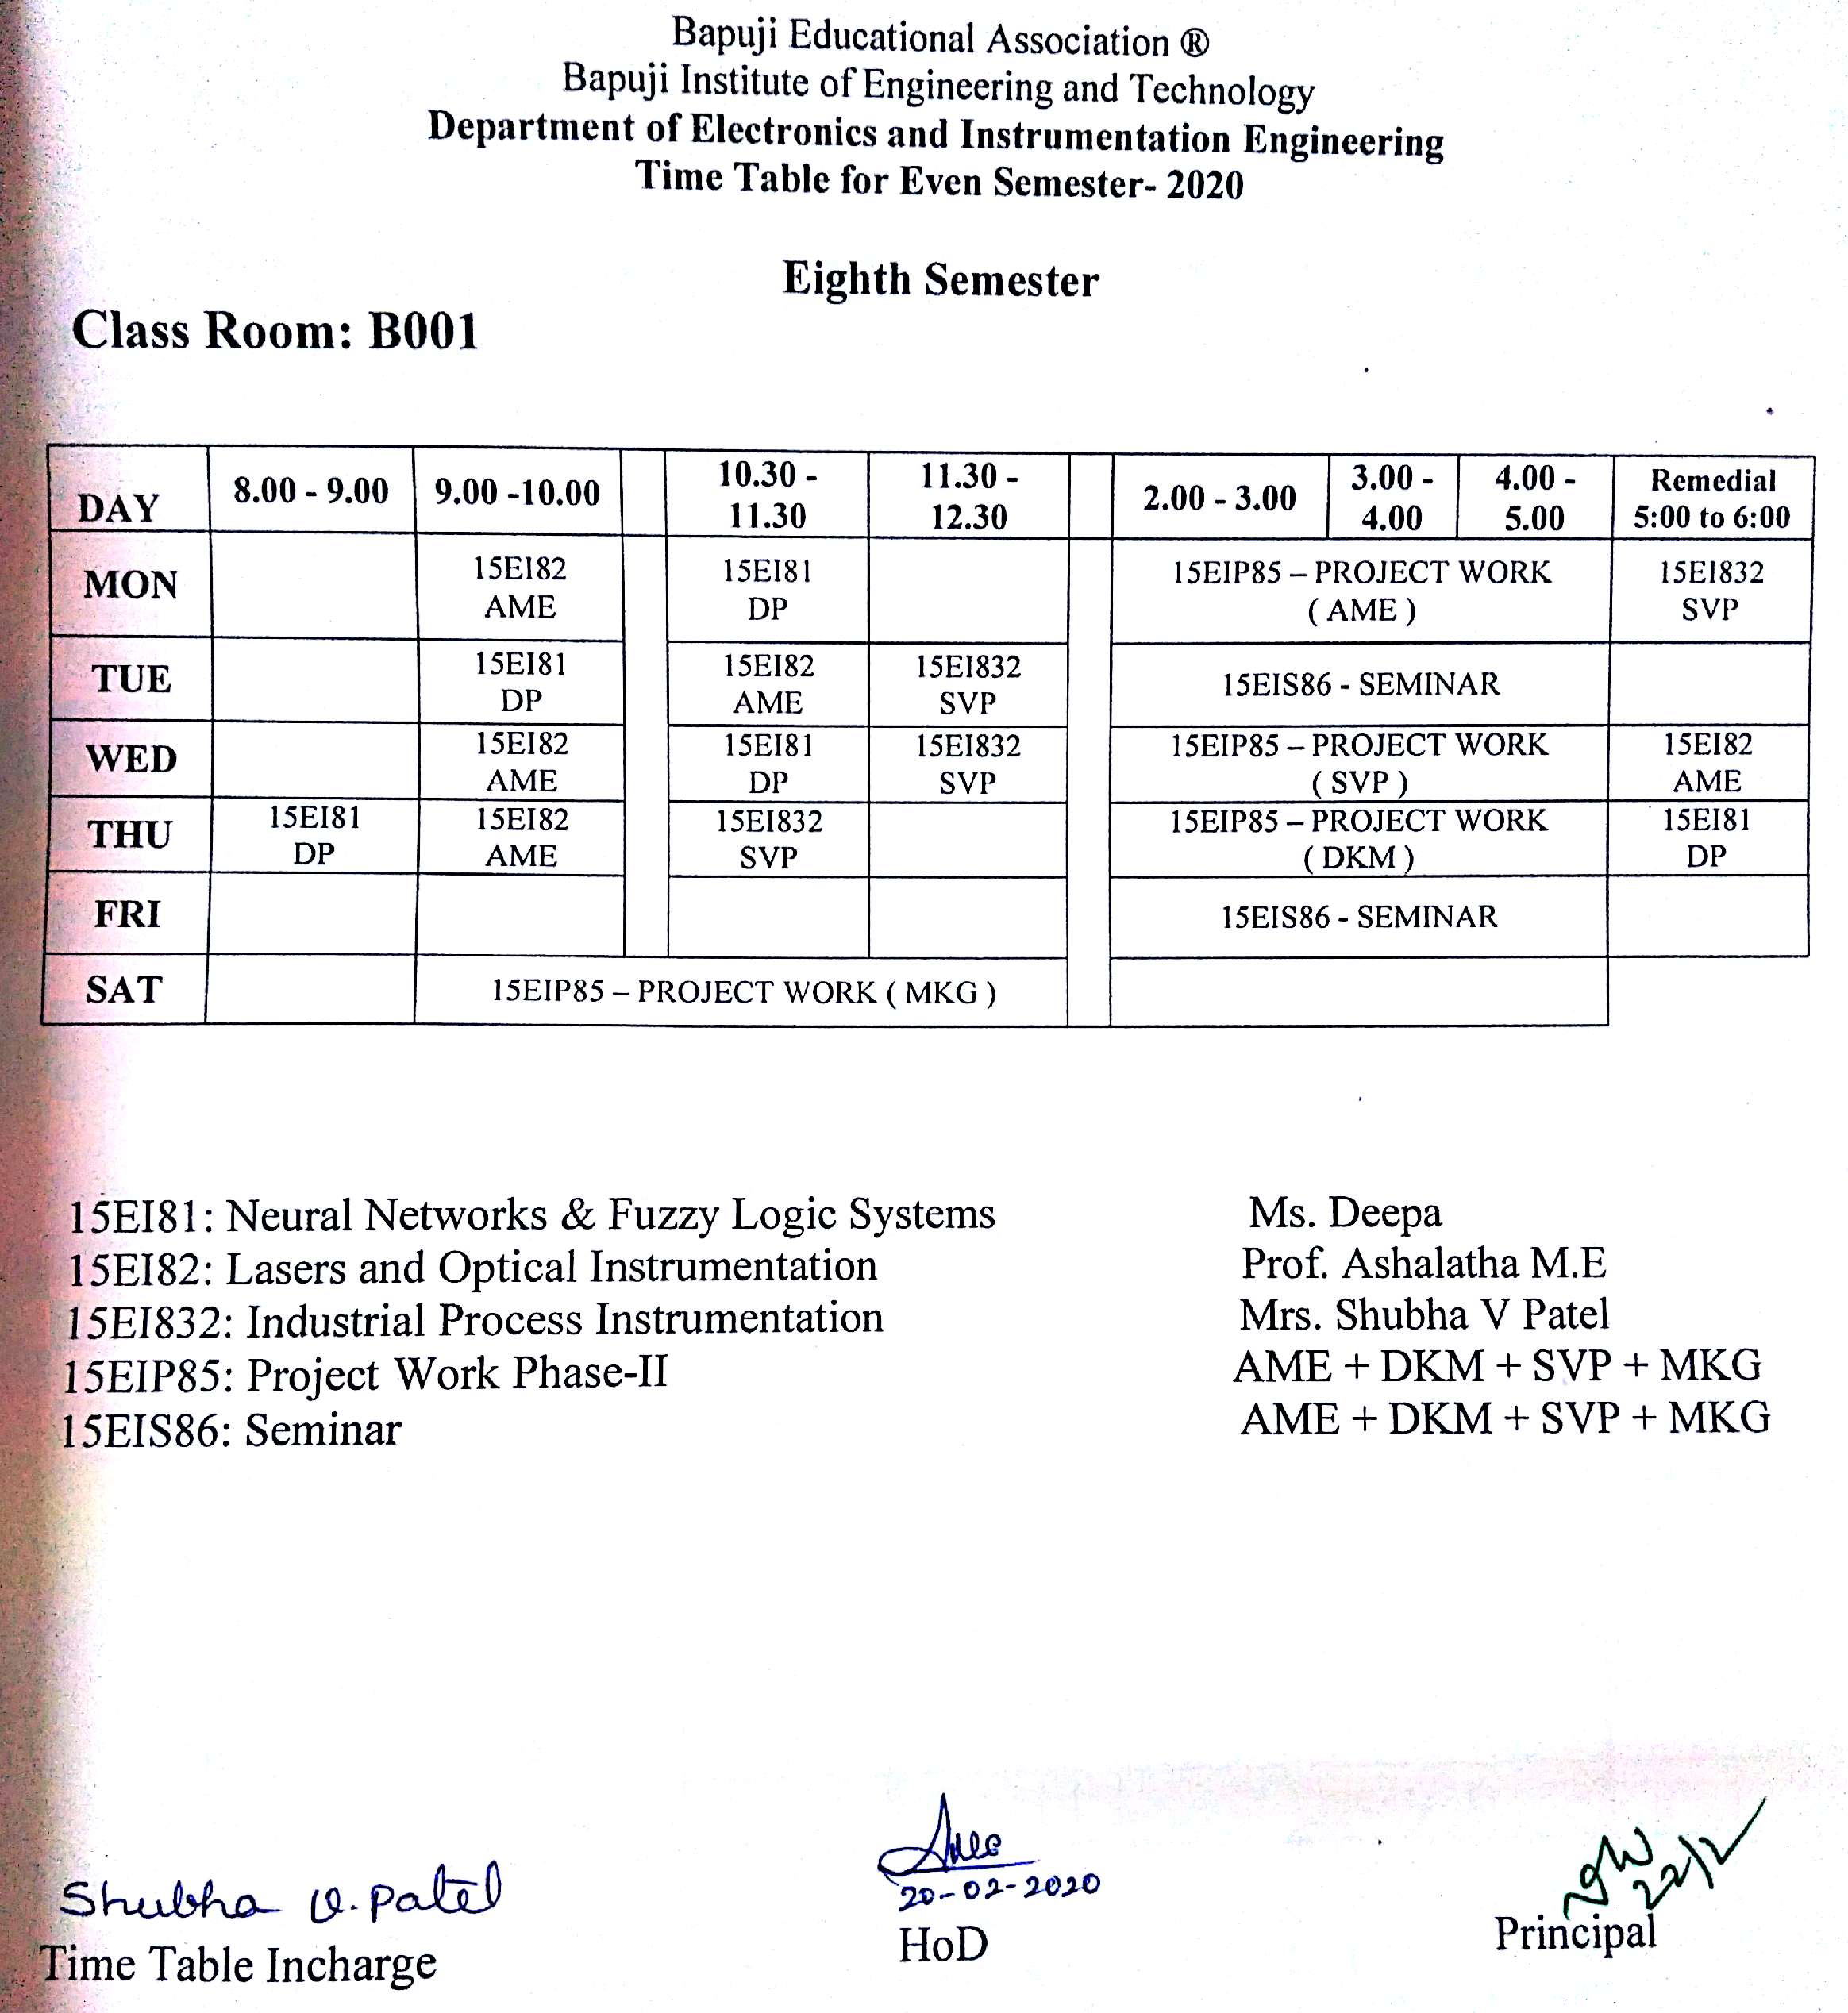 Bapuji Educational Association ®
Bapuji Institute of Engineering and Technology
Department of Electronics and Instrumentation Engineering
Time Table for Even Semester- 2020
Eighth Semester
Class Room: B001
DAY 8.00 - 9.00 9.00 -10.00 10.30 - 11.30 11.30 - 12.30 2.00 - 3.00 3.00 - 4.00 4.00 - 5.00 Remedial 5:00 to 6:00
MON 15EI82 AME 15EI81 DP 15EIP85 – PROJECT WORK ( AME ) 15EI832 SVP
TUE 15EI81 DP 15EI82 AME 15EI832 SVP 15EIS86 - SEMINAR
WED 15EI82 AME 15EI81 DP 15EI832 SVP 15EIP85 – PROJECT WORK ( SVP ) 15EI82 AME
THU 15EI81 DP 15EI82 AME 15EI832 SVP 15EIP85 – PROJECT WORK ( DKM ) 15EI81 DP
FRI 15EIS86 - SEMINAR
SAT 15EIP85 – PROJECT WORK ( MKG )
15EI81: Neural Networks & Fuzzy Logic Systems Ms. Deepa
15EI82: Lasers and Optical Instrumentation Prof. Ashalatha M.E
15EI832: Industrial Process Instrumentation Mrs. Shubha V Patel
15EIP85: Project Work Phase-II AME + DKM + SVP + MKG
15EIS86: Seminar AME + DKM + SVP + MKG
Shubha V. Patel
20-02-2020
22/2
Time Table Incharge HoD Principal